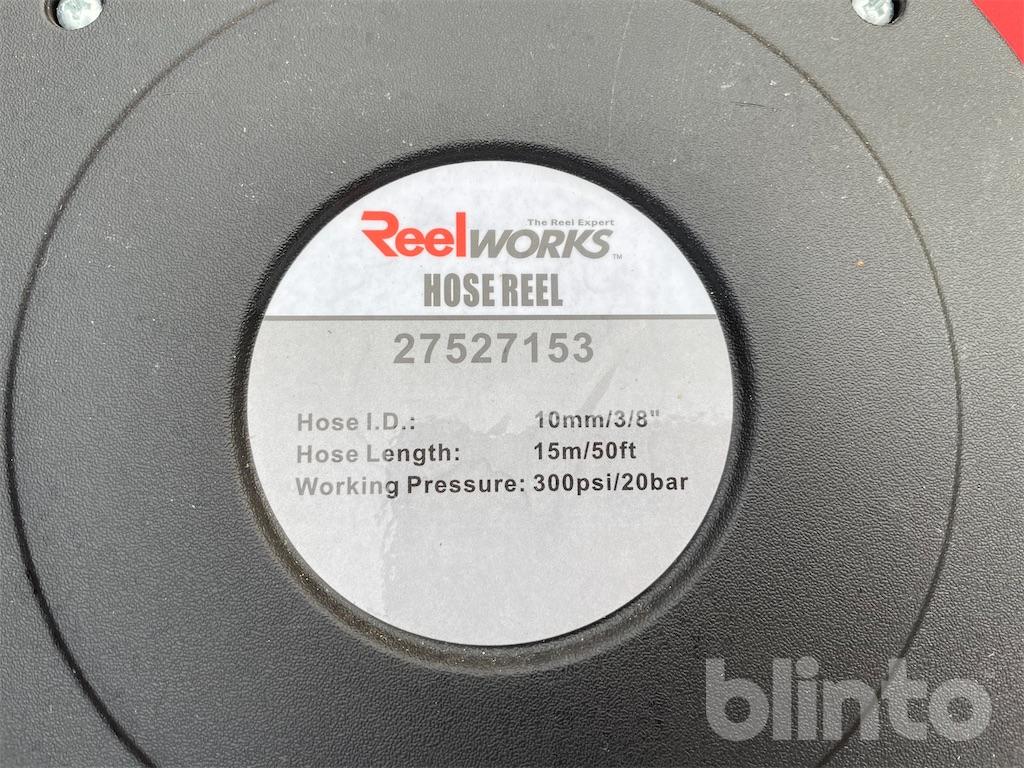 The Reel Expert
ReelWORKS™
HOSE REEL
27527153
Hose I.D.: 10mm/3/8"
Hose Length: 15m/50ft
Working Pressure: 300psi/20bar
blinto